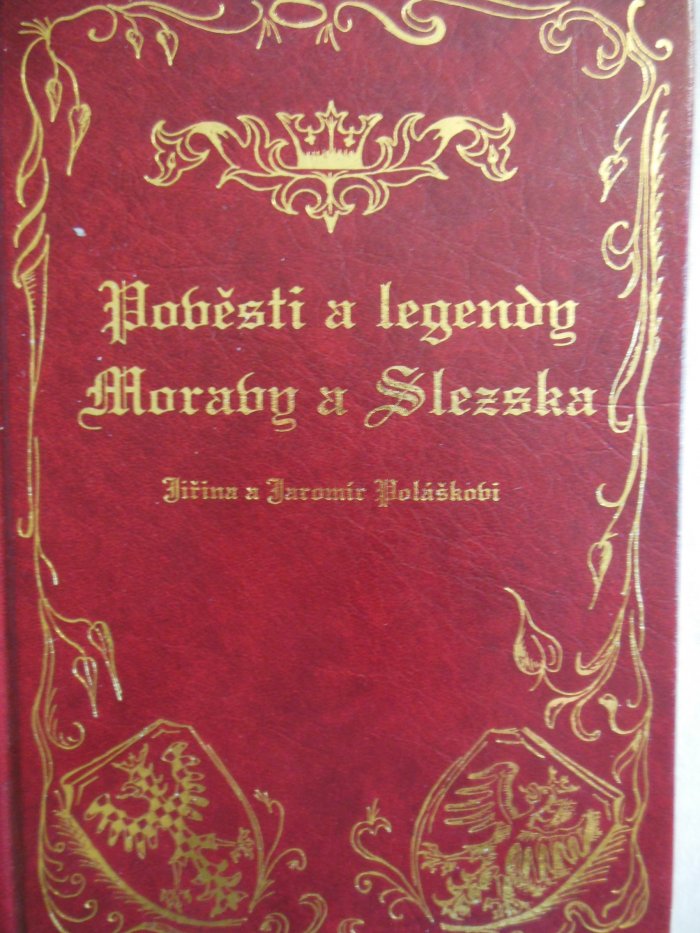 Pověsti a legendy
Moravy a Slezska
Jiřina a Jaromír Poláškovi